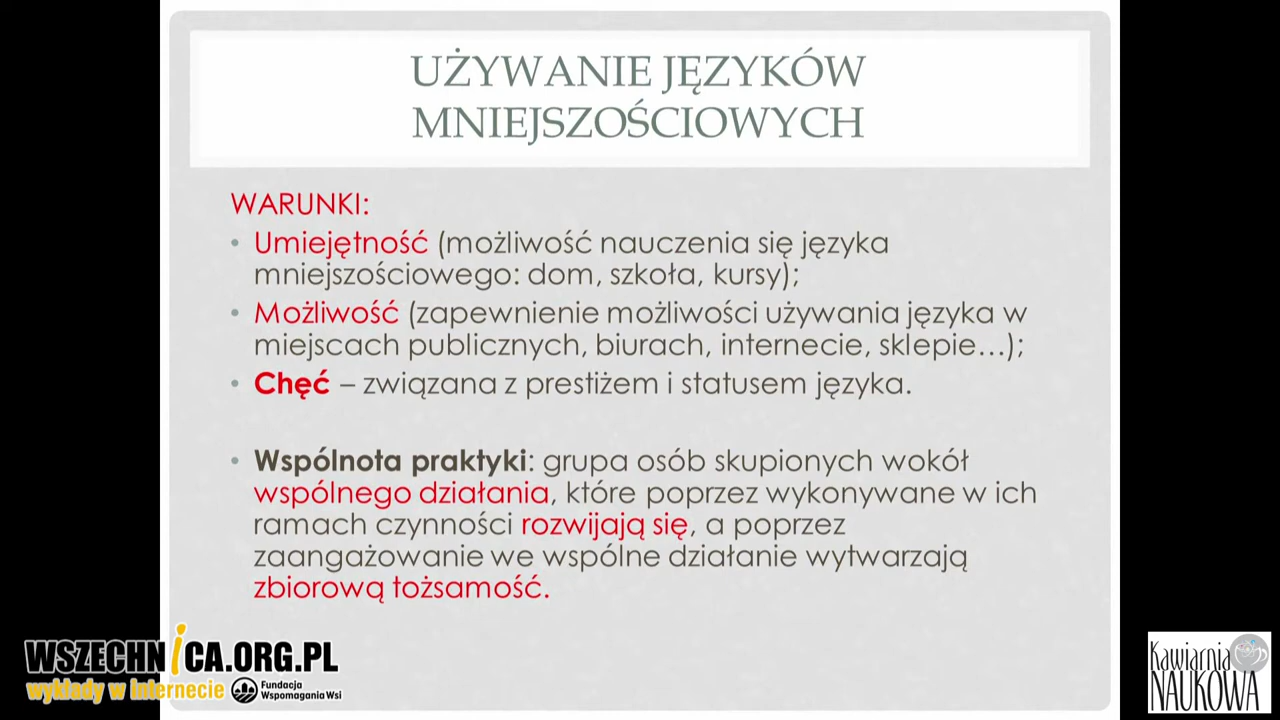 UŻYWANIE JĘZYKÓW
MNIEJSZOŚCIOWYCH
WARUNKI:
• Umiejętność (możliwość nauczenia się języka
mniejszościowego: dom, szkoła, kursy);
• Możliwość (zapewnienie możliwości używania języka w
miejscach publicznych, biurach, internecie, sklepie...);
• Chęć – związana z prestiżem i statusem języka.
• Wspólnota praktyki: grupa osób skupionych wokół
wspólnego działania, które poprzez wykonywane w ich
ramach czynności rozwijają się, a poprzez
zaangażowanie we wspólne działanie wytwarzają
zbiorową tożsamość.
WSZECHNiCA.ORG.PL
wykłady w internecie
Fundacja
Wspomagania Wsi
Kawiarnia
NAUKOWA